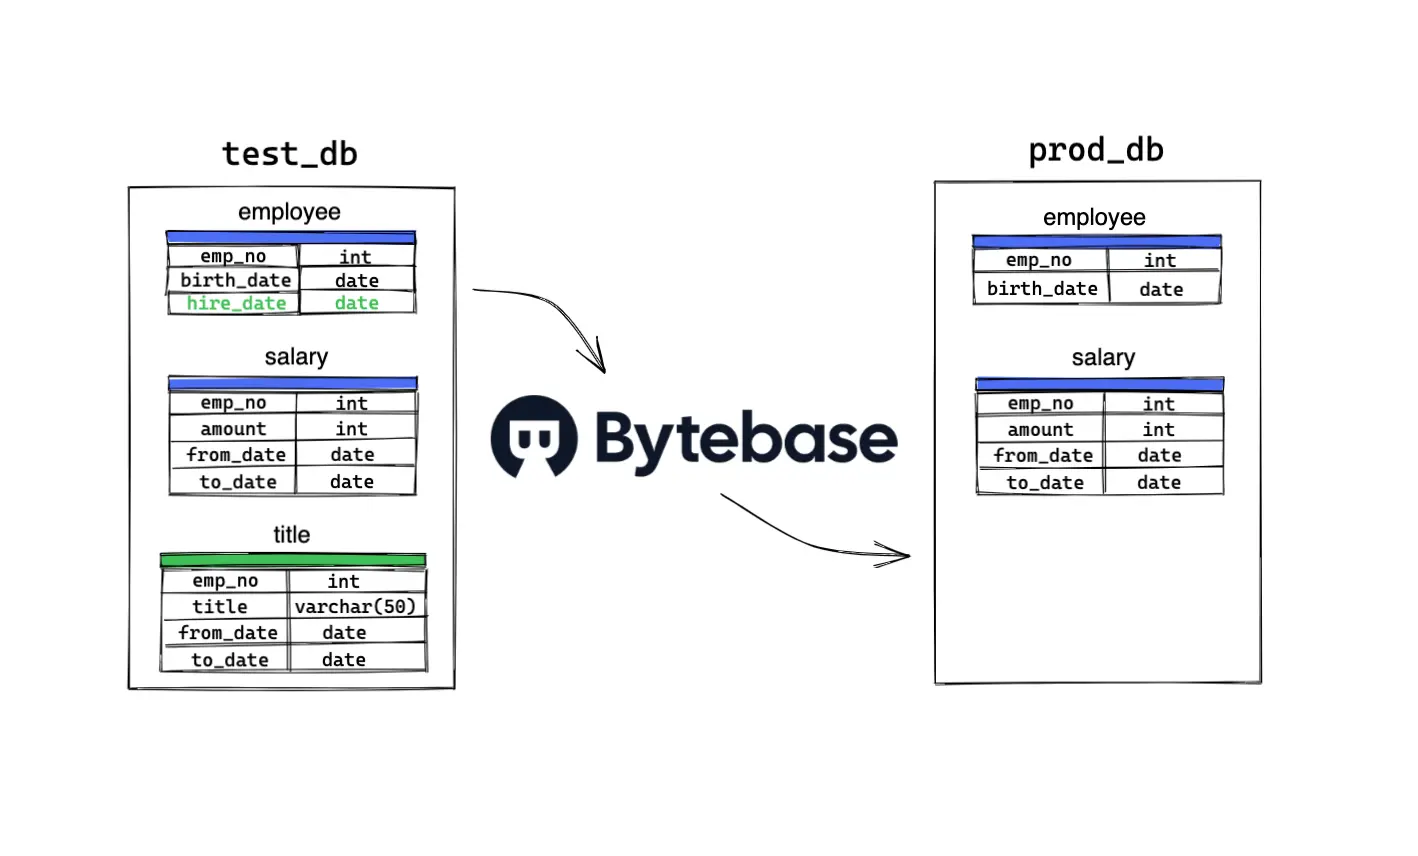 test_db
employee
emp_no int
birth_date date
hire_date date
salary
emp_no int
amount int
from_date date
to_date date
title
emp_no int
title varchar(50)
from_date date
to_date date
Bytebase
prod_db
employee
emp_no int
birth_date date
salary
emp_no int
amount int
from_date date
to_date date